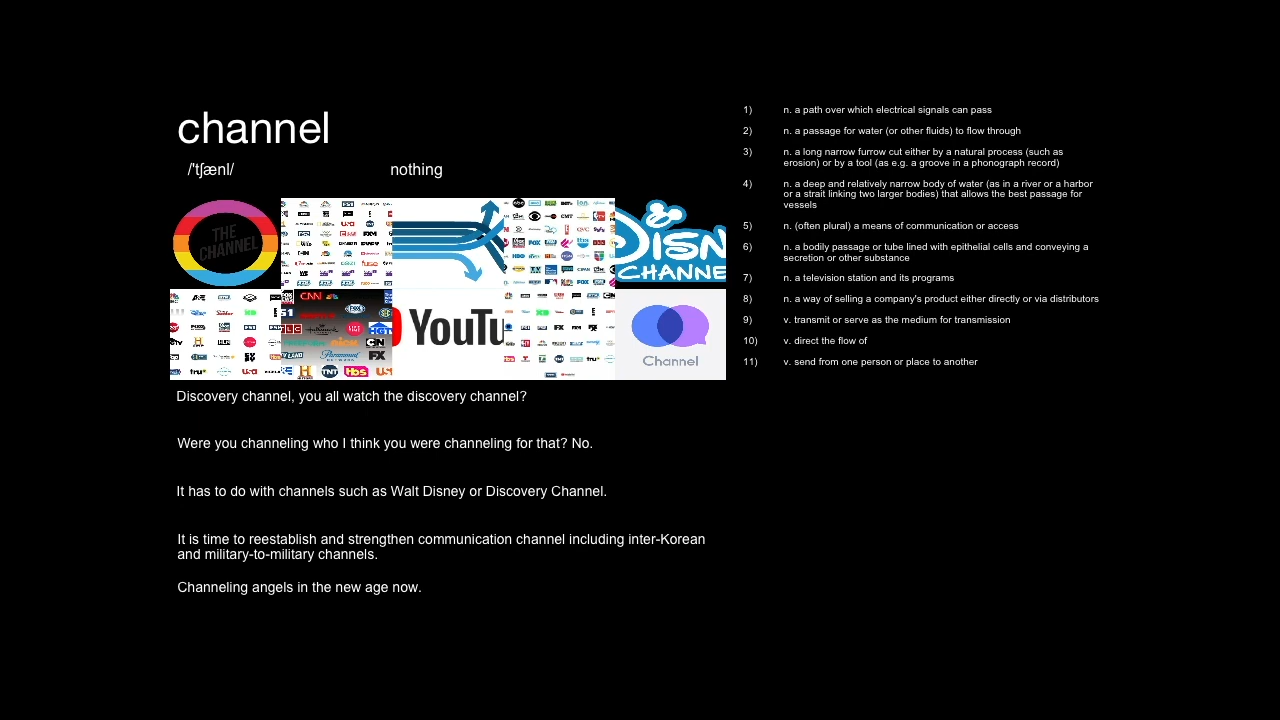 channel
/'tʃænl/
nothing
THE
CHANNEL
DISN
CHANNE
CNN
YouTu
Channel
Discovery channel, you all watch the discovery channel?
Were you channeling who I think you were channeling for that? No.
It has to do with channels such as Walt Disney or Discovery Channel.
It is time to reestablish and strengthen communication channel including inter-Korean
and military-to-military channels.
Channeling angels in the new age now.
1) n. a path over which electrical signals can pass
2) n. a passage for water (or other fluids) to flow through
3) n. a long narrow furrow cut either by a natural process (such as
erosion) or by a tool (as e.g. a groove in a phonograph record)
4) n. a deep and relatively narrow body of water (as in a river or a harbor
or a strait linking two larger bodies) that allows the best passage for
vessels
5) n. (often plural) a means of communication or access
6) n. a bodily passage or tube lined with epithelial cells and conveying a
secretion or other substance
7) n. a television station and its programs
8) n. a way of selling a company's product either directly or via distributors
9) v. transmit or serve as the medium for transmission
10) v. direct the flow of
11) v. send from one person or place to another